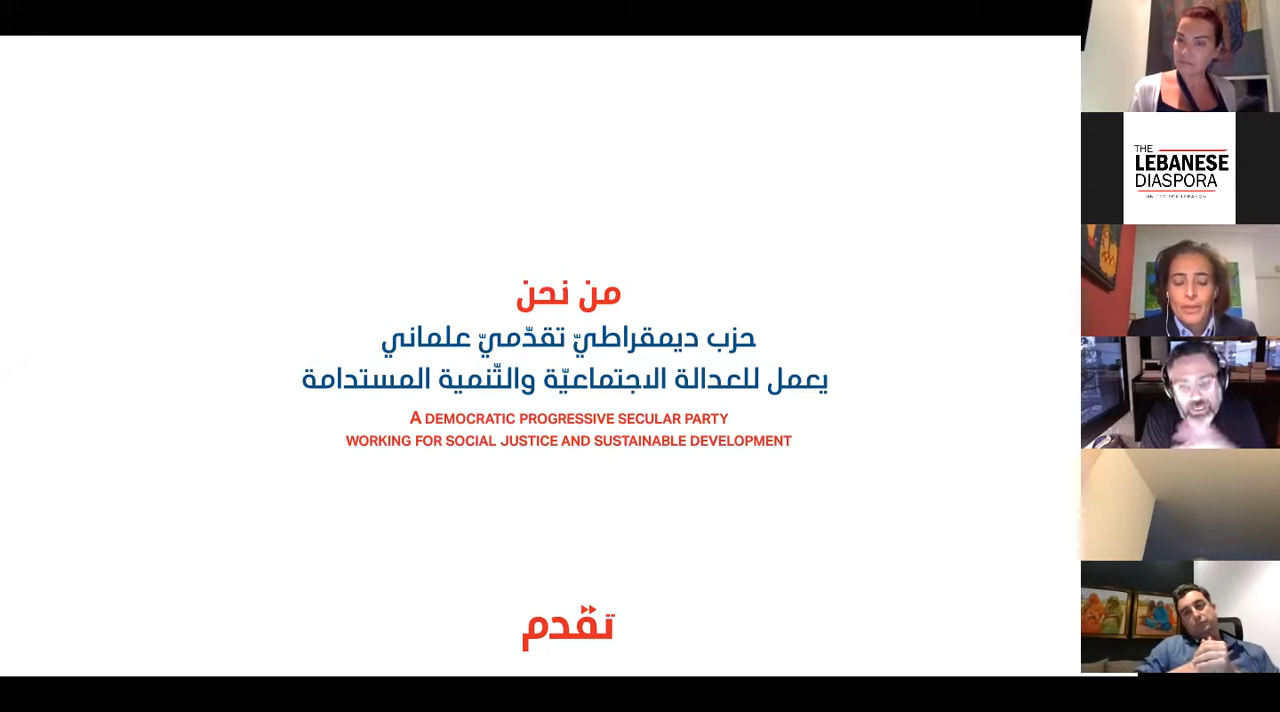 من نحن
حزب ديمقراطيّ تقدّميّ علماني
يعمل للعدالة الاجتماعيّة والتّنمية المستدامة
A DEMOCRATIC PROGRESSIVE SECULAR PARTY
WORKING FOR SOCIAL JUSTICE AND SUSTAINABLE DEVELOPMENT
تقدم
THE
LEBANESE
DIASPORA